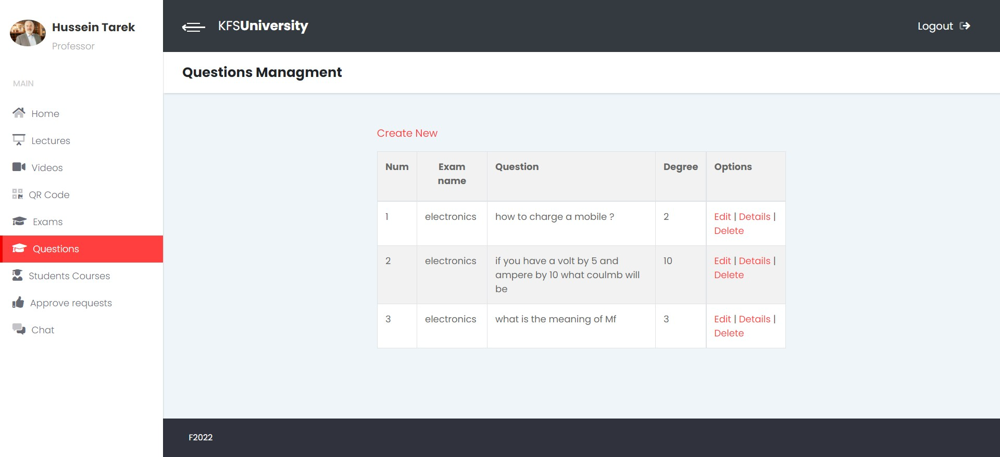 Hussein Tarek
Professor
MAIN
Home
Lectures
Videos
QR Code
Exams
Questions
Students Courses
Approve requests
Chat
KFSUniversity
Logout
Questions Managment
Create New
Num Exam name Question Degree Options
1 electronics how to charge a mobile ? 2 Edit | Details |
Delete
2 electronics if you have a volt by 5 and 10 Edit | Details |
ampere by 10 what coulmb will Delete
be
3 electronics what is the meaning of Mf 3 Edit | Details |
Delete
F2022